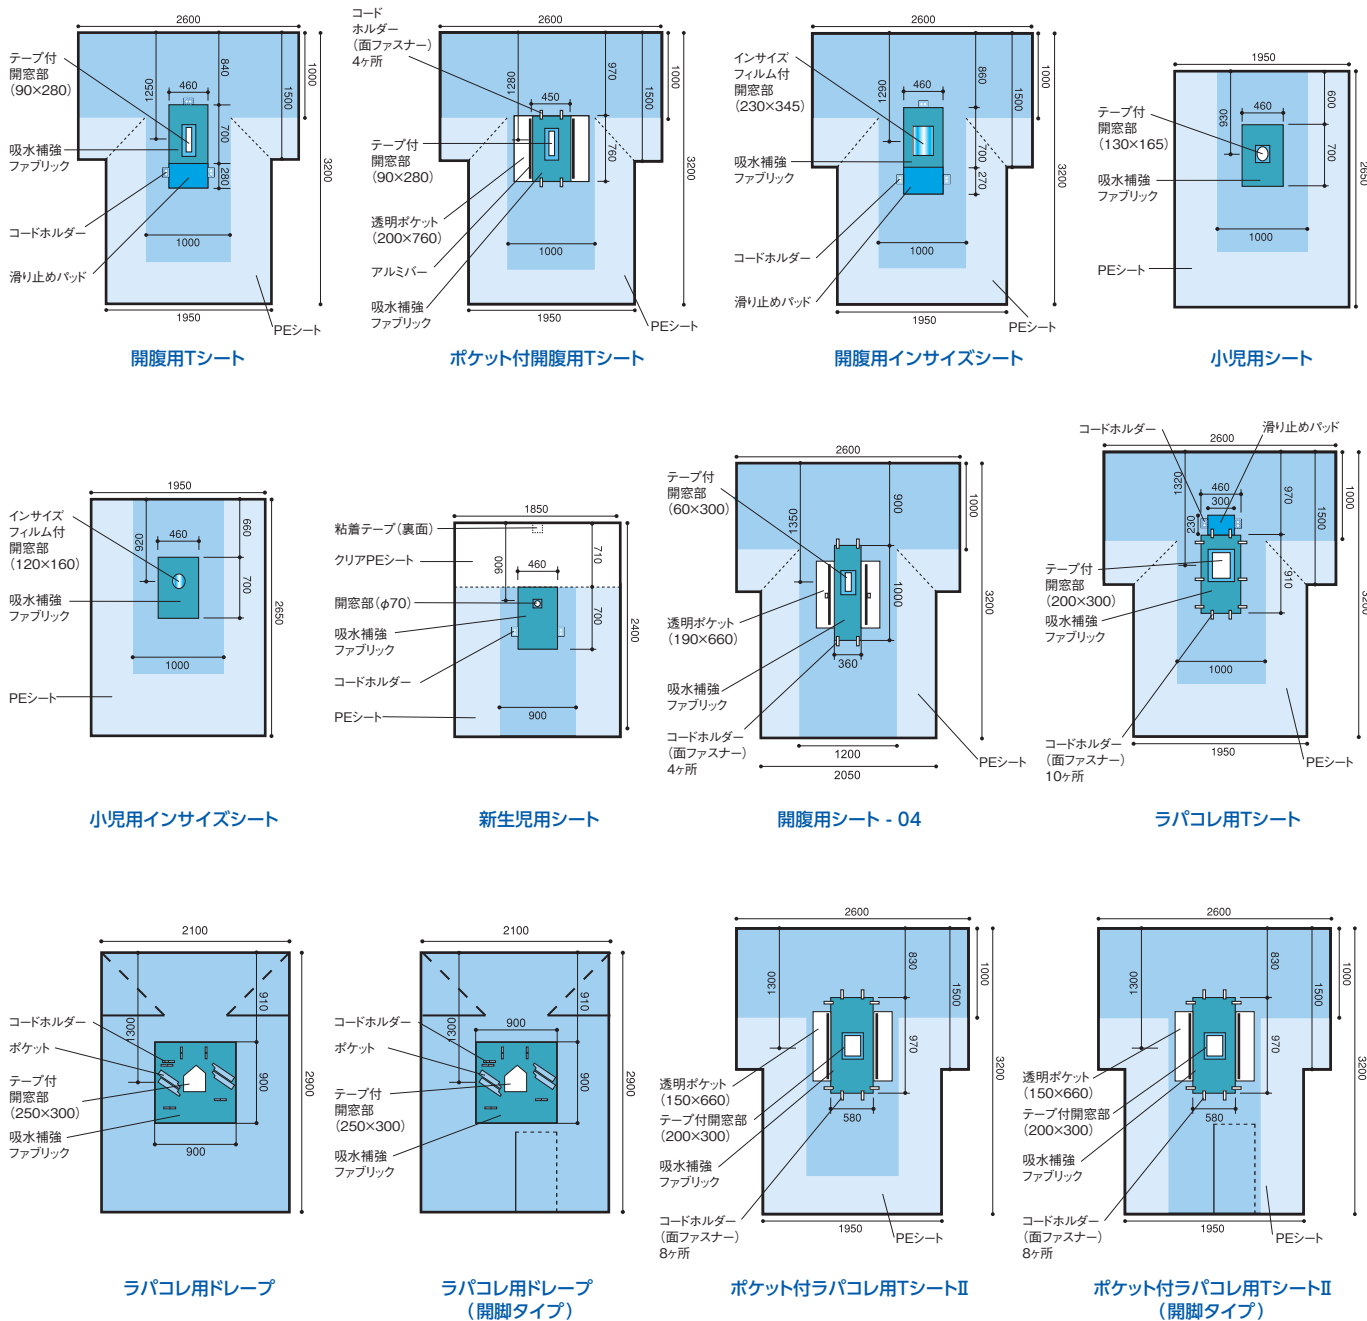 2600
テープ付
開窓部
(90×280)
1250
840
1000
1500
460
700
280
3200
吸水補強
ファブリック
コードホルダー
滑り止めパッド
1000
1950
PEシート
開腹用Tシート
コード
ホルダー
(面ファスナー)
4ヶ所
2600
1280
970
1000
1500
450
760
3200
テープ付
開窓部
(90×280)
透明ポケット
(200×760)
アルミバー
吸水補強
ファブリック
1000
1950
PEシート
ポケット付開腹用Tシート
2600
インサイズ
フィルム付
開窓部
(230×345)
1290
860
1000
1500
460
700
270
3200
吸水補強
ファブリック
コードホルダー
滑り止めパッド
1000
1950
PEシート
開腹用インサイズシート
1950
テープ付
開窓部
(130×165)
930
600
460
700
2650
吸水補強
ファブリック
1000
PEシート
小児用シート
1950
インサイズ
フィルム付
開窓部
(120×160)
920
660
460
700
2650
吸水補強
ファブリック
1000
PEシート
小児用インサイズシート
1850
粘着テープ(裏面)
クリアPEシート
900
710
460
開窓部(φ70)
700
2400
吸水補強
ファブリック
コードホルダー
PEシート
900
新生児用シート
2600
テープ付
開窓部
(60×300)
1350
900
1000
1000
3200
透明ポケット
(190×660)
360
吸水補強
ファブリック
コードホルダー
(面ファスナー)
4ヶ所
1200
2050
PEシート
開腹用シート - 04
コードホルダー
滑り止めパッド
2600
1320
970
1000
1500
460
300
230
910
3200
テープ付
開窓部
(200×300)
吸水補強
ファブリック
1000
コードホルダー
(面ファスナー)
10ヶ所
1950
PEシート
ラパコレ用Tシート
2100
910
1300
コードホルダー
ポケット
テープ付
開窓部
(250×300)
吸水補強
ファブリック
900
900
2900
ラパコレ用ドレープ
2100
910
1300
コードホルダー
ポケット
テープ付
開窓部
(250×300)
吸水補強
ファブリック
900
900
2900
ラパコレ用ドレープ
(開脚タイプ)
2600
1300
830
1000
1500
970
3200
透明ポケット
(150×660)
テープ付開窓部
(200×300)
580
吸水補強
ファブリック
コードホルダー
(面ファスナー)
8ヶ所
1950
PEシート
ポケット付ラパコレ用TシートⅡ
2600
1300
830
1000
1500
970
3200
透明ポケット
(150×660)
テープ付開窓部
(200×300)
580
吸水補強
ファブリック
コードホルダー
(面ファスナー)
8ヶ所
1950
PEシート
ポケット付ラパコレ用TシートⅡ
(開脚タイプ)